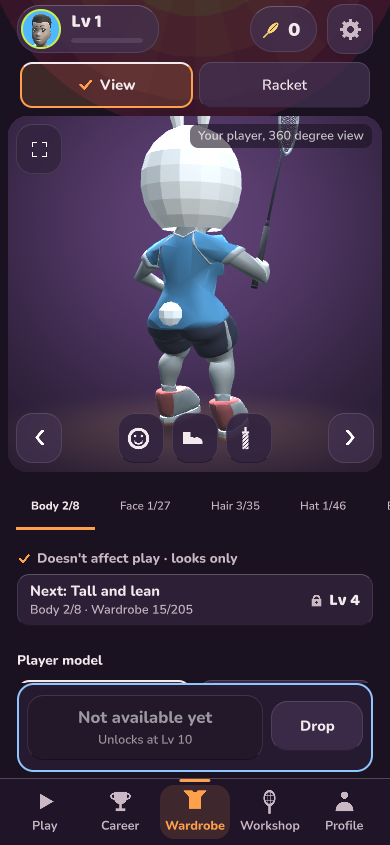 Lv 1
0
View
Racket
Your player, 360 degree view
Body 2/8
Face 1/27
Hair 3/35
Hat 1/46
Doesn't affect play · looks only
Next: Tall and lean
Body 2/8 · Wardrobe 15/205
Lv 4
Player model
Not available yet
Unlocks at Lv 10
Drop
Play
Career
Wardrobe
Workshop
Profile